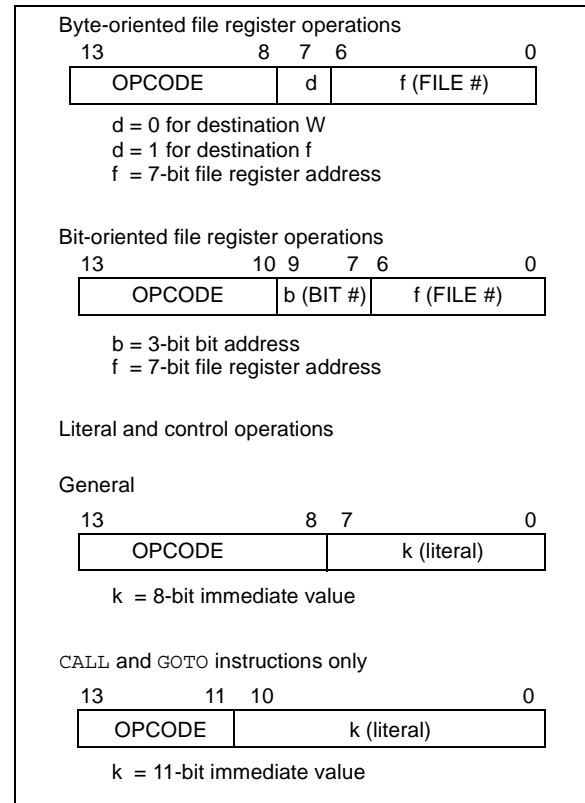 Byte-oriented file register operations
13 8 7 6 0
OPCODE d f (FILE #)
d = 0 for destination W
d = 1 for destination f
f = 7-bit file register address
Bit-oriented file register operations
13 10 9 7 6 0
OPCODE b (BIT #) f (FILE #)
b = 3-bit bit address
f = 7-bit file register address
Literal and control operations
General
13 8 7 0
OPCODE k (literal)
k = 8-bit immediate value
CALL and GOTO instructions only
13 11 10 0
OPCODE k (literal)
k = 11-bit immediate value